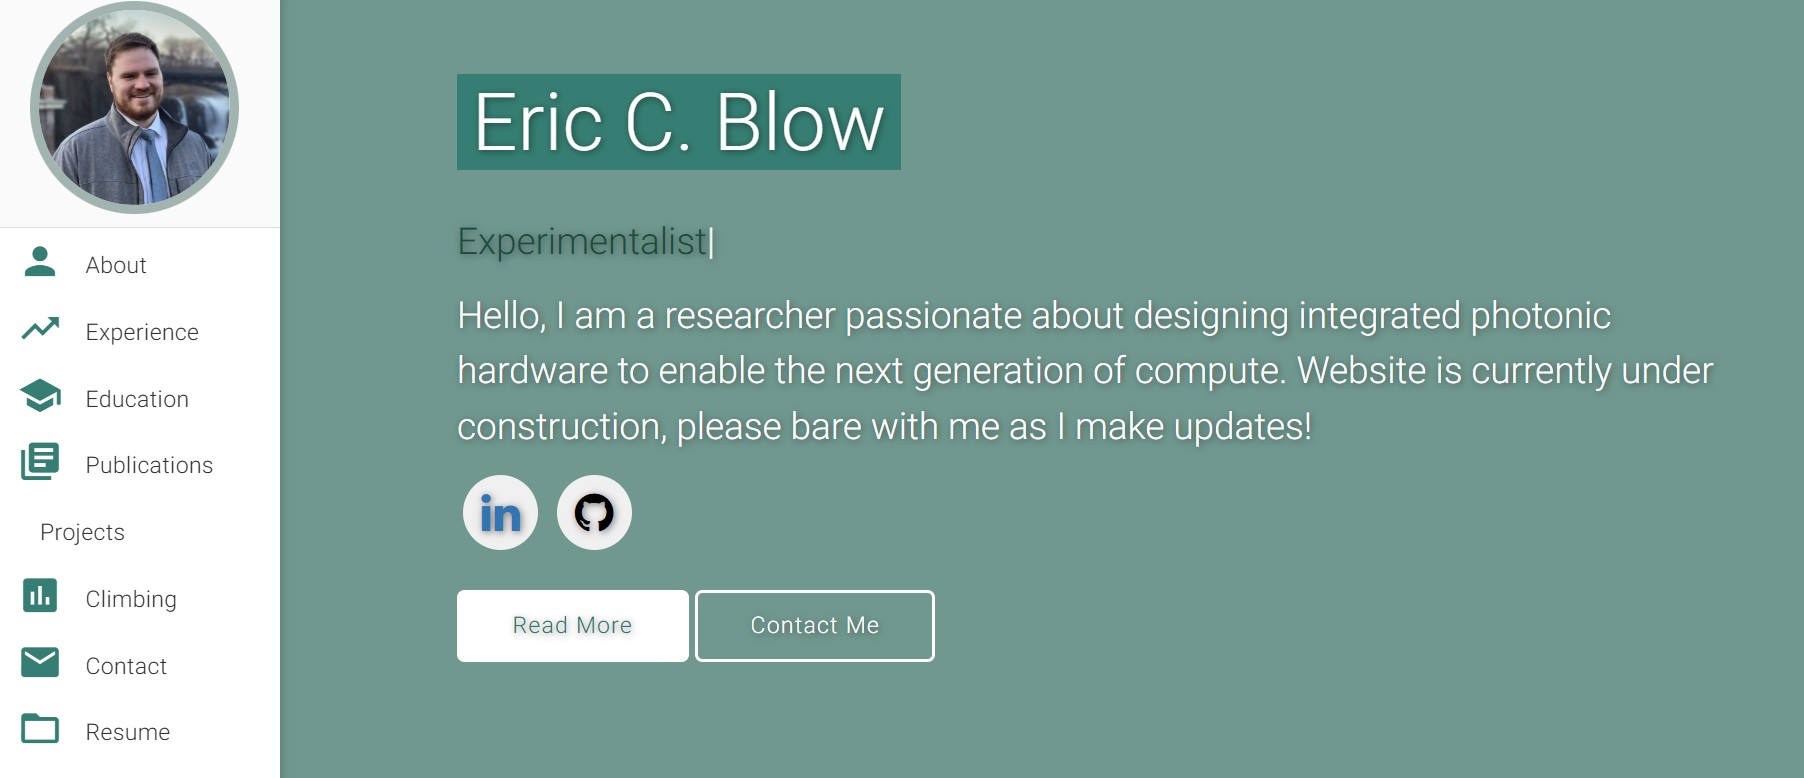 About
Experience
Education
Publications
Projects
Climbing
Contact
Resume
Eric C. Blow
Experimentalist|
Hello, I am a researcher passionate about designing integrated photonic
hardware to enable the next generation of compute. Website is currently under
construction, please bare with me as I make updates!
in
Read More
Contact Me